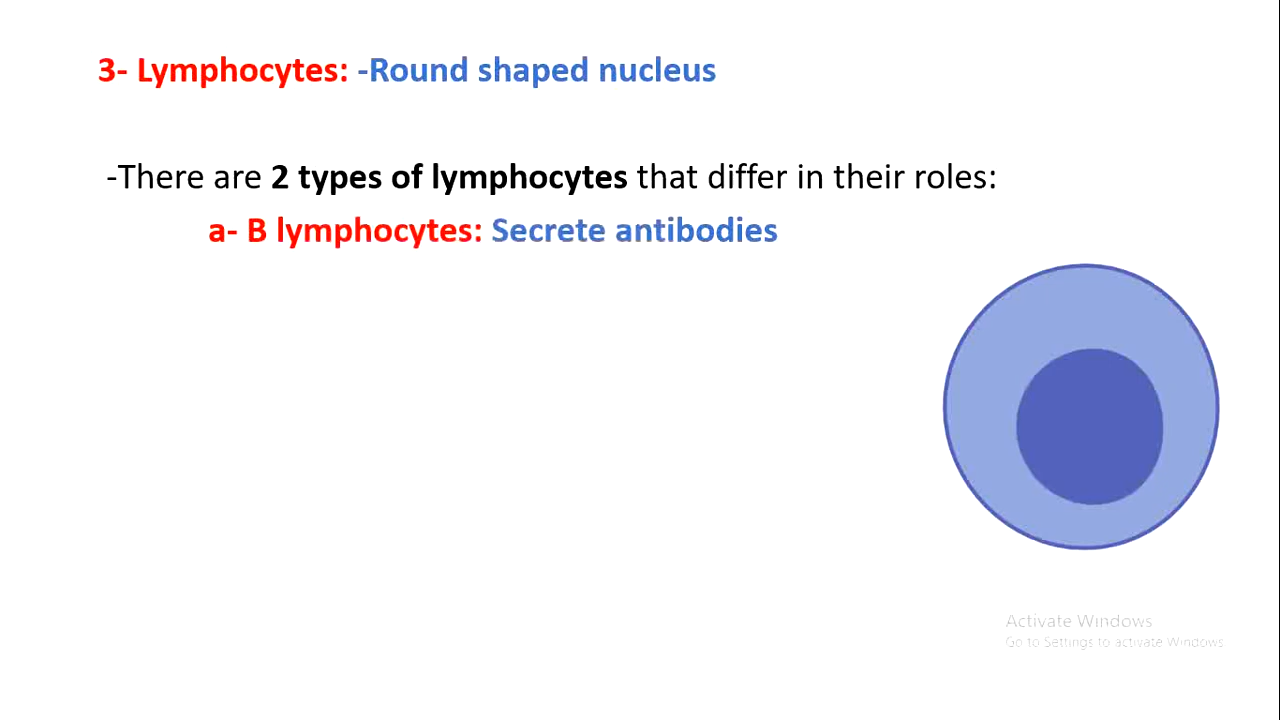 3- Lymphocytes: -Round shaped nucleus
-There are 2 types of lymphocytes that differ in their roles:
a- B lymphocytes: Secrete antibodies
Activate Windows
Go to Settings to activate Windows